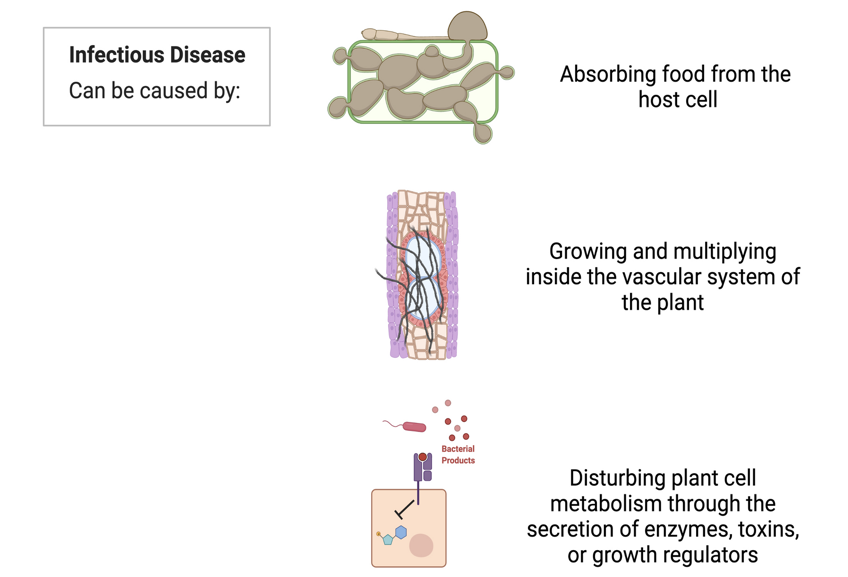 Infectious Disease
Can be caused by:
Absorbing food from the
host cell
Growing and multiplying
inside the vascular system of
the plant
Bacterial
Products
Disturbing plant cell
metabolism through the
secretion of enzymes, toxins,
or growth regulators